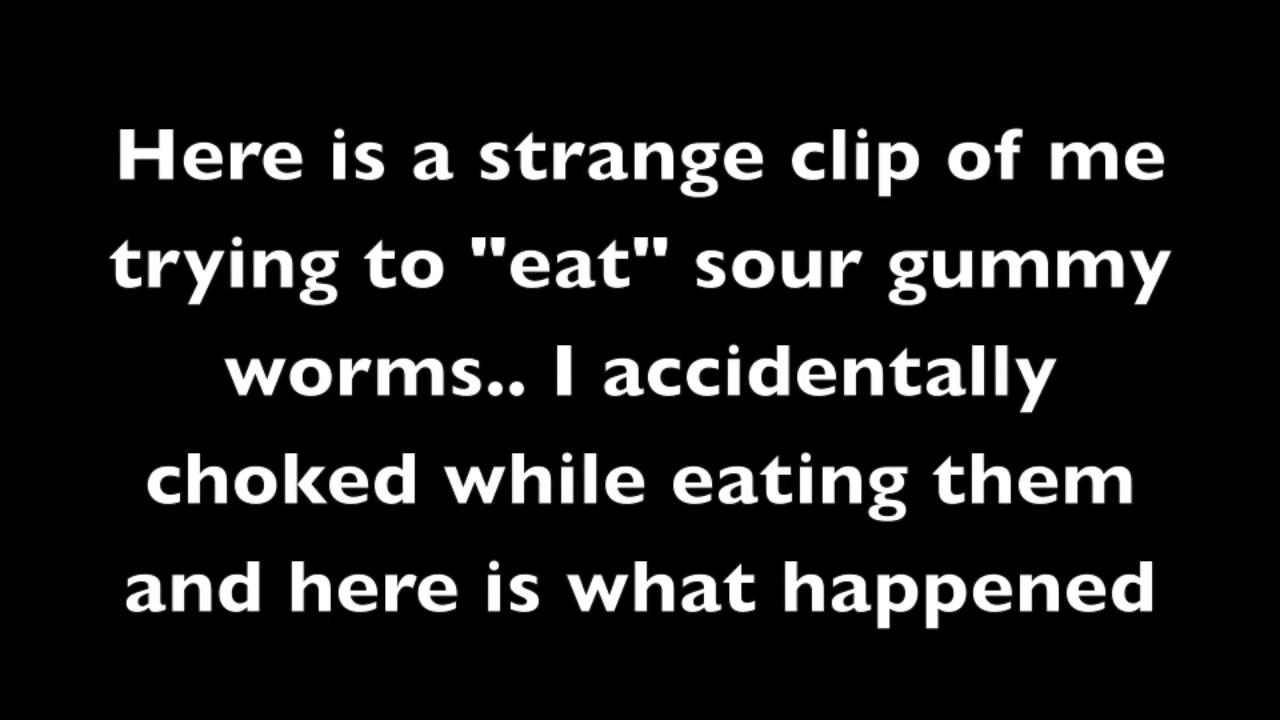 Here is a strange clip of me
trying to "eat" sour gummy
worms.. I accidentally
choked while eating them
and here is what happened